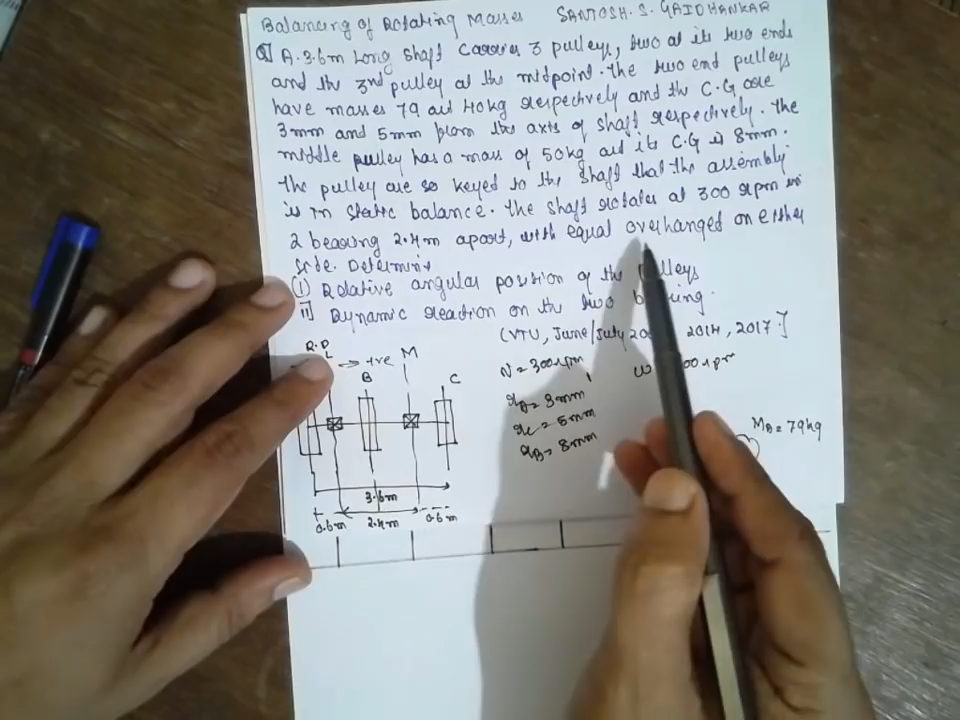 Balancing of Rotating Masses SANTOSH.S.GAIDHANKAR
Q] A.3.6m Long shaft carries 3 pulleys, two at its two ends
and the 3rd pulley at the midpoint. The two end pulleys
have masses 79 and 40kg respectively and the C.G are
3mm and 5mm from the axis of shaft respectively. The
middle pulley has a mass of 50kg and its C.G is 8mm.
The pulley are so keyed to the shaft that the assembly
is in static balance. The shaft rotates at 300 rpm in
2 bearing 2.4m apart, with equal overhanged on either
side. Determine
(i) Relative angular position of the pulleys
ii] Dynamic reaction on the two bearing.
(VTU, June/July 2014, 2017]
R.P
L → +ve M
B C
N = 300rpm
rA = 3mm
rC = 5mm
rB = 8mm
MB = 79kg
3.6m
0.6m 2.4m 0.6m